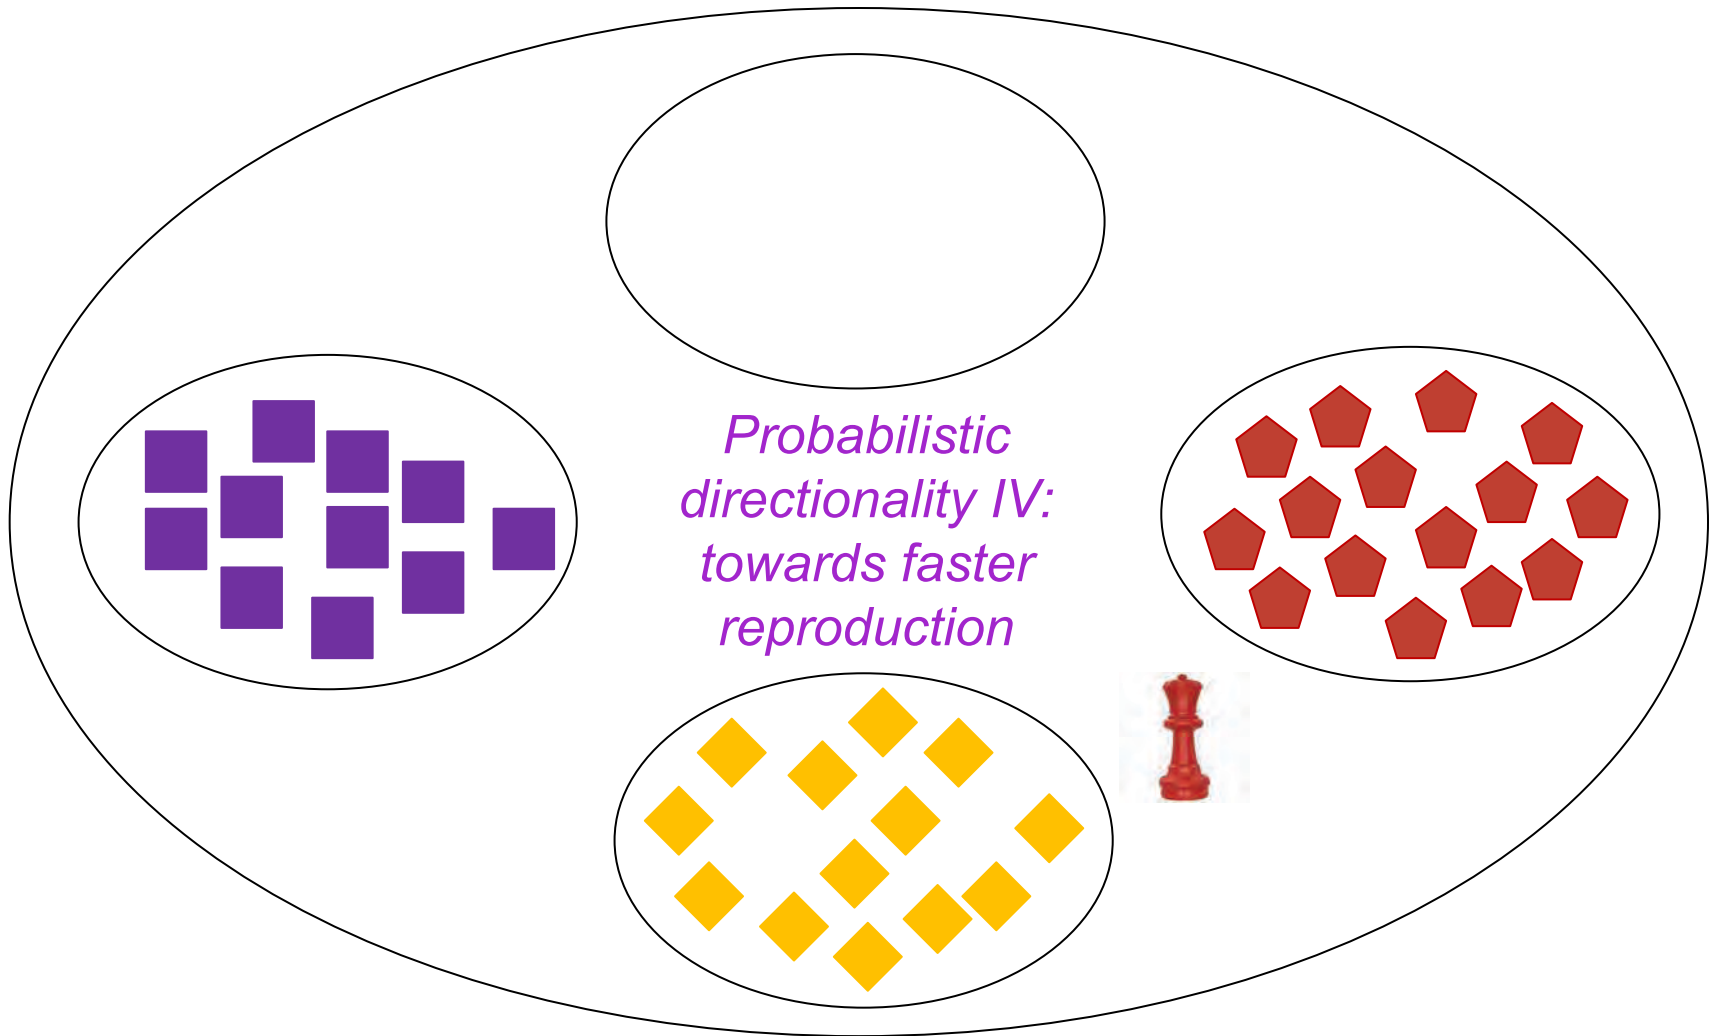 Probabilistic
directionality IV:
towards faster
reproduction